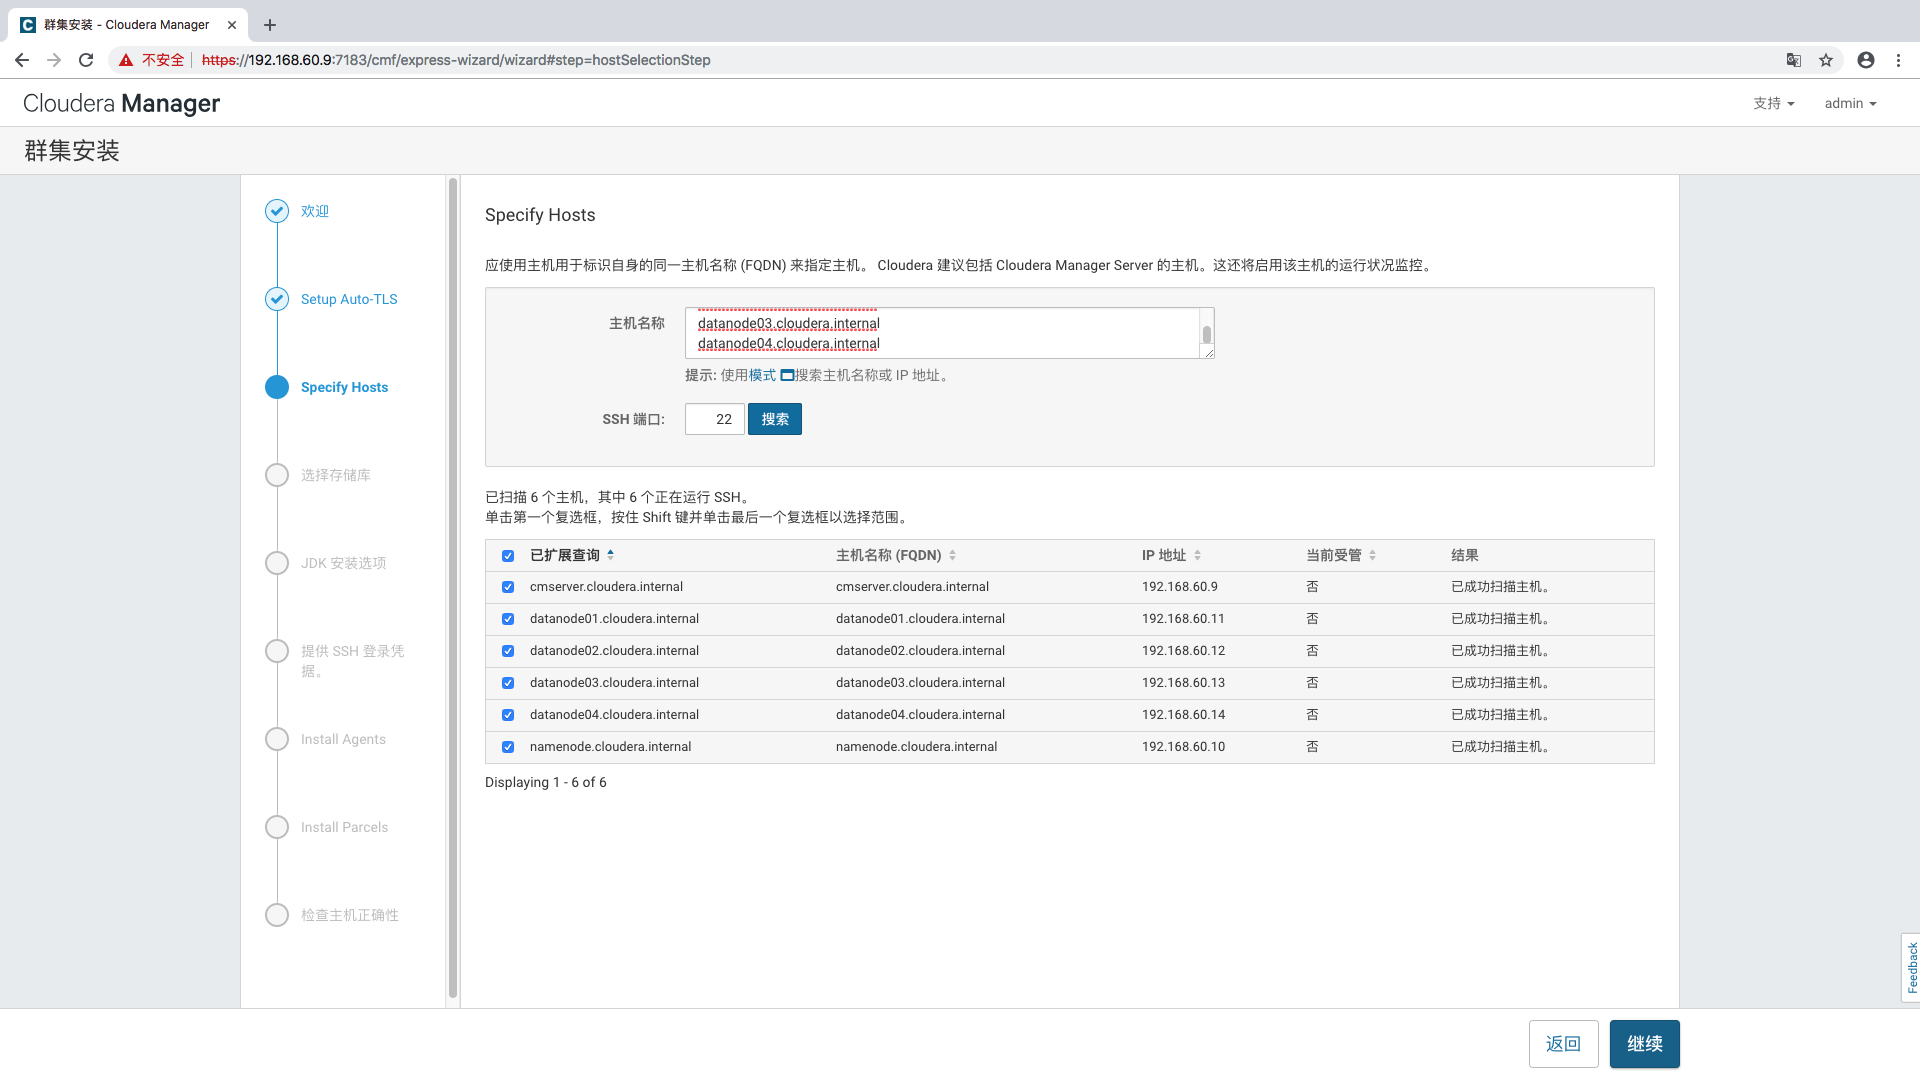 群集安装 - Cloudera Manager
不安全 https://192.168.60.9:7183/cmf/express-wizard/wizard#step=hostSelectionStep
Cloudera Manager
支持 admin
群集安装
欢迎
Setup Auto-TLS
Specify Hosts
选择存储库
JDK 安装选项
提供 SSH 登录凭
据。
Install Agents
Install Parcels
检查主机正确性
Specify Hosts
应使用主机用于标识自身的同一主机名称 (FQDN) 来指定主机。 Cloudera 建议包括 Cloudera Manager Server 的主机。这还将启用该主机的运行状况监控。
主机名称
datanode03.cloudera.internal
datanode04.cloudera.internal
提示: 使用模式 搜索主机名称或 IP 地址。
SSH 端口: 22 搜索
已扫描 6 个主机，其中 6 个正在运行 SSH。
单击第一个复选框，按住 Shift 键并单击最后一个复选框以选择范围。
已扩展查询 主机名称 (FQDN) IP 地址 当前受管 结果
cmserver.cloudera.internal cmserver.cloudera.internal 192.168.60.9 否 已成功扫描主机。
datanode01.cloudera.internal datanode01.cloudera.internal 192.168.60.11 否 已成功扫描主机。
datanode02.cloudera.internal datanode02.cloudera.internal 192.168.60.12 否 已成功扫描主机。
datanode03.cloudera.internal datanode03.cloudera.internal 192.168.60.13 否 已成功扫描主机。
datanode04.cloudera.internal datanode04.cloudera.internal 192.168.60.14 否 已成功扫描主机。
namenode.cloudera.internal namenode.cloudera.internal 192.168.60.10 否 已成功扫描主机。
Displaying 1 - 6 of 6
Feedback
返回 继续